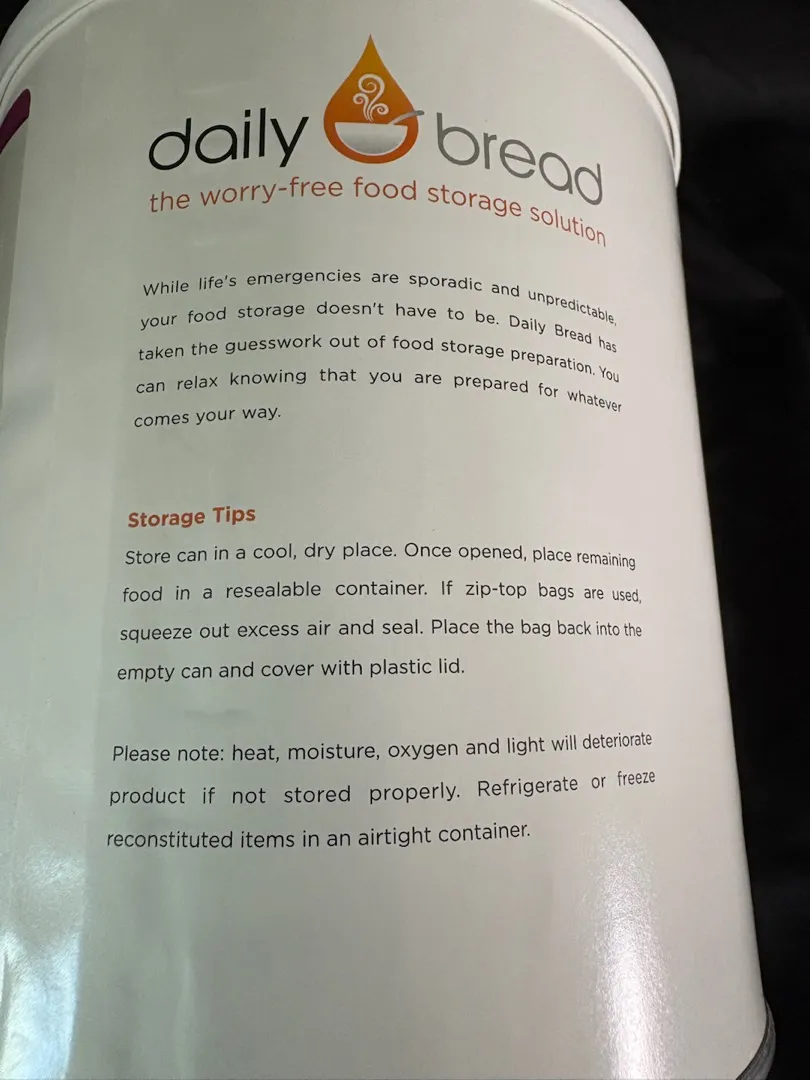 daily bread
the worry-free food storage solution
While life's emergencies are sporadic and unpredictable,
your food storage doesn't have to be. Daily Bread has
taken the guesswork out of food storage preparation. You
can relax knowing that you are prepared for whatever
comes your way.
Storage Tips
Store can in a cool, dry place. Once opened, place remaining
food in a resealable container. If zip-top bags are used,
squeeze out excess air and seal. Place the bag back into the
empty can and cover with plastic lid.
Please note: heat, moisture, oxygen and light will deteriorate
product if not stored properly. Refrigerate or freeze
reconstituted items in an airtight container.